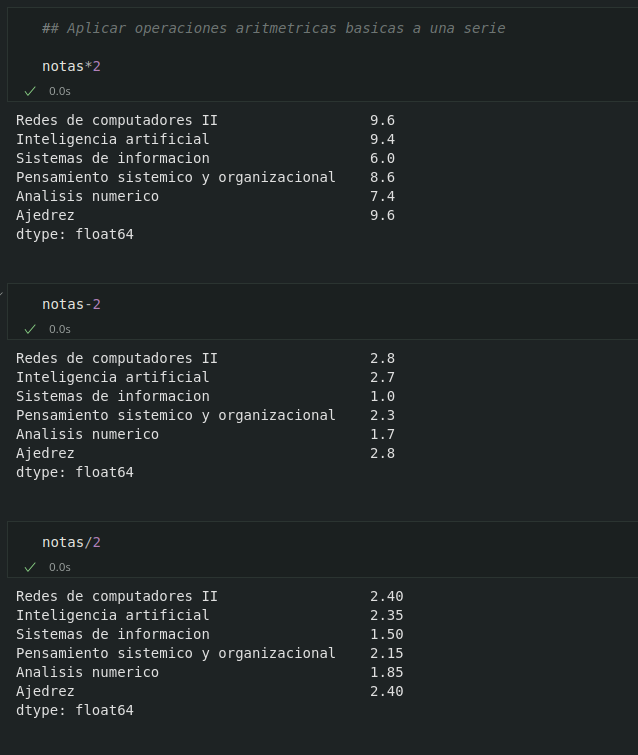 ## Aplicar operaciones aritmetricas basicas a una serie
notas*2
0.0s
Redes de computadores II 9.6
Inteligencia artificial 9.4
Sistemas de informacion 6.0
Pensamiento sistemico y organizacional 8.6
Analisis numerico 7.4
Ajedrez 9.6
dtype: float64
notas-2
0.0s
Redes de computadores II 2.8
Inteligencia artificial 2.7
Sistemas de informacion 1.0
Pensamiento sistemico y organizacional 2.3
Analisis numerico 1.7
Ajedrez 2.8
dtype: float64
notas/2
0.0s
Redes de computadores II 2.40
Inteligencia artificial 2.35
Sistemas de informacion 1.50
Pensamiento sistemico y organizacional 2.15
Analisis numerico 1.85
Ajedrez 2.40
dtype: float64